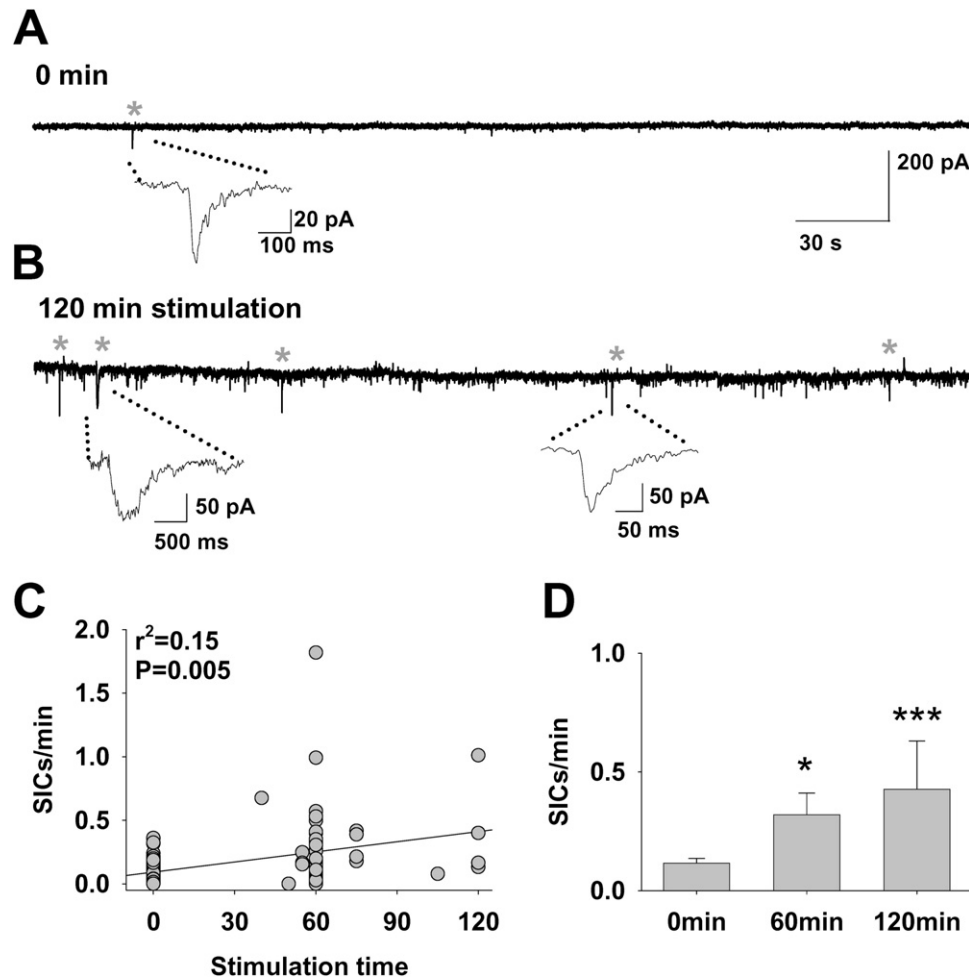 A
0 min
*
200 pA
20 pA
100 ms
30 s
B
120 min stimulation
* * * * *
50 pA
500 ms
50 pA
50 ms
C
r²=0.15
P=0.005
SICs/min
2.0
1.5
1.0
0.5
0.0
0 30 60 90 120
Stimulation time
D
SICs/min
1.0
0.5
0.0
*
***
0min 60min 120min